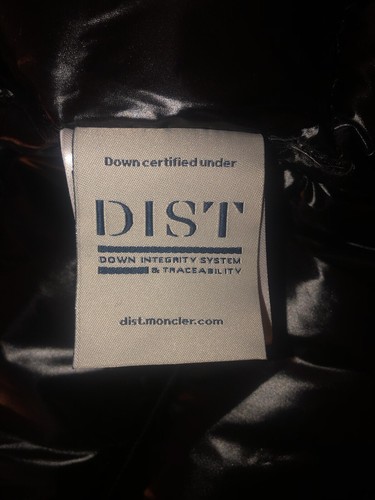 Down certified under
DIST
DOWN INTEGRITY SYSTEM
& TRACEABILITY
dist.moncler.com